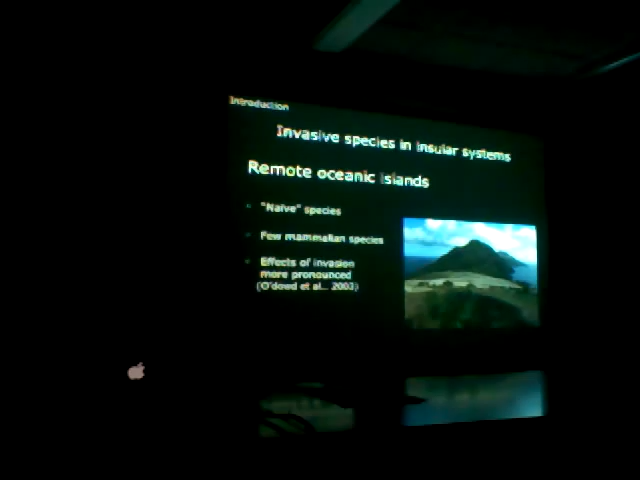 Introduction
Invasive species in insular systems
Remote oceanic islands
"Naïve" species
Few mammalian species
Effects of invasion
more pronounced
(O'dowd et al.. 2003)